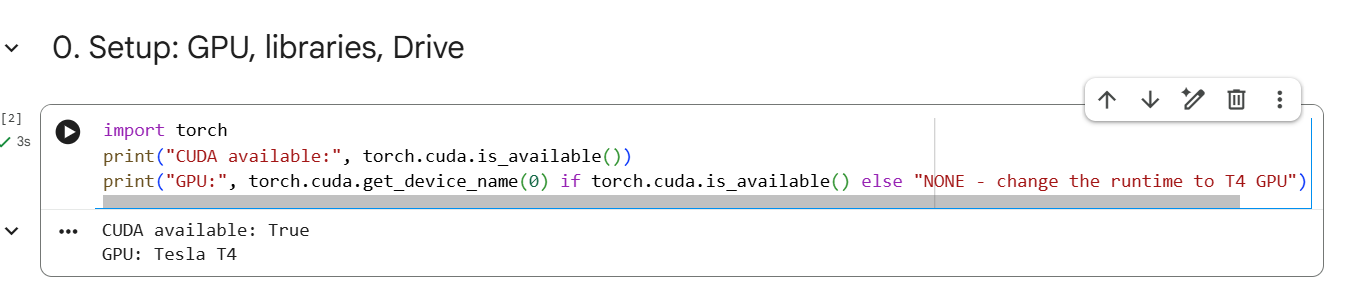 0. Setup: GPU, libraries, Drive
[2]
3s
import torch
print("CUDA available:", torch.cuda.is_available())
print("GPU:", torch.cuda.get_device_name(0) if torch.cuda.is_available() else "NONE - change the runtime to T4 GPU")
CUDA available: True
GPU: Tesla T4